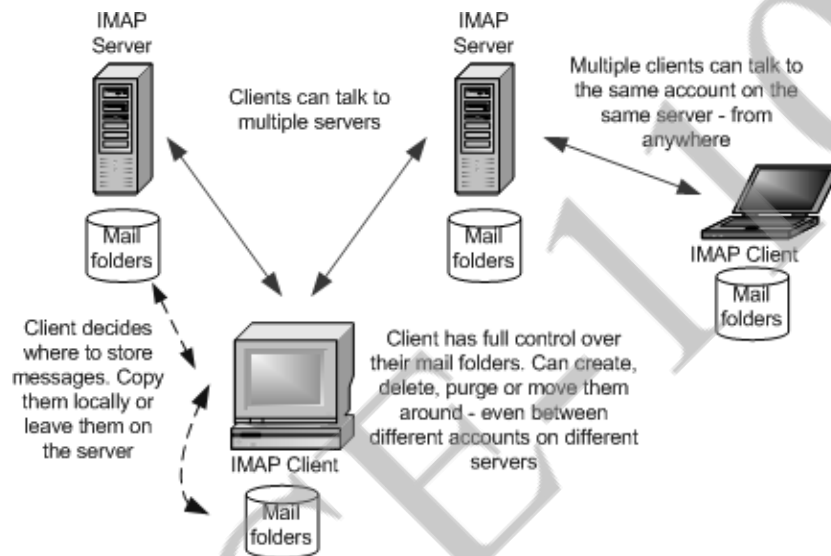 IMAP
Server
IMAP
Server
Clients can talk to
multiple servers
Multiple clients can talk to
the same account on the
same server - from
anywhere
Mail
folders
Mail
folders
IMAP Client
Mail
folders
Client decides
where to store
messages. Copy
them locally or
leave them on
the server
Client has full control over
their mail folders. Can create,
delete, purge or move them
around - even between
different accounts on different
servers
IMAP Client
Mail
folders